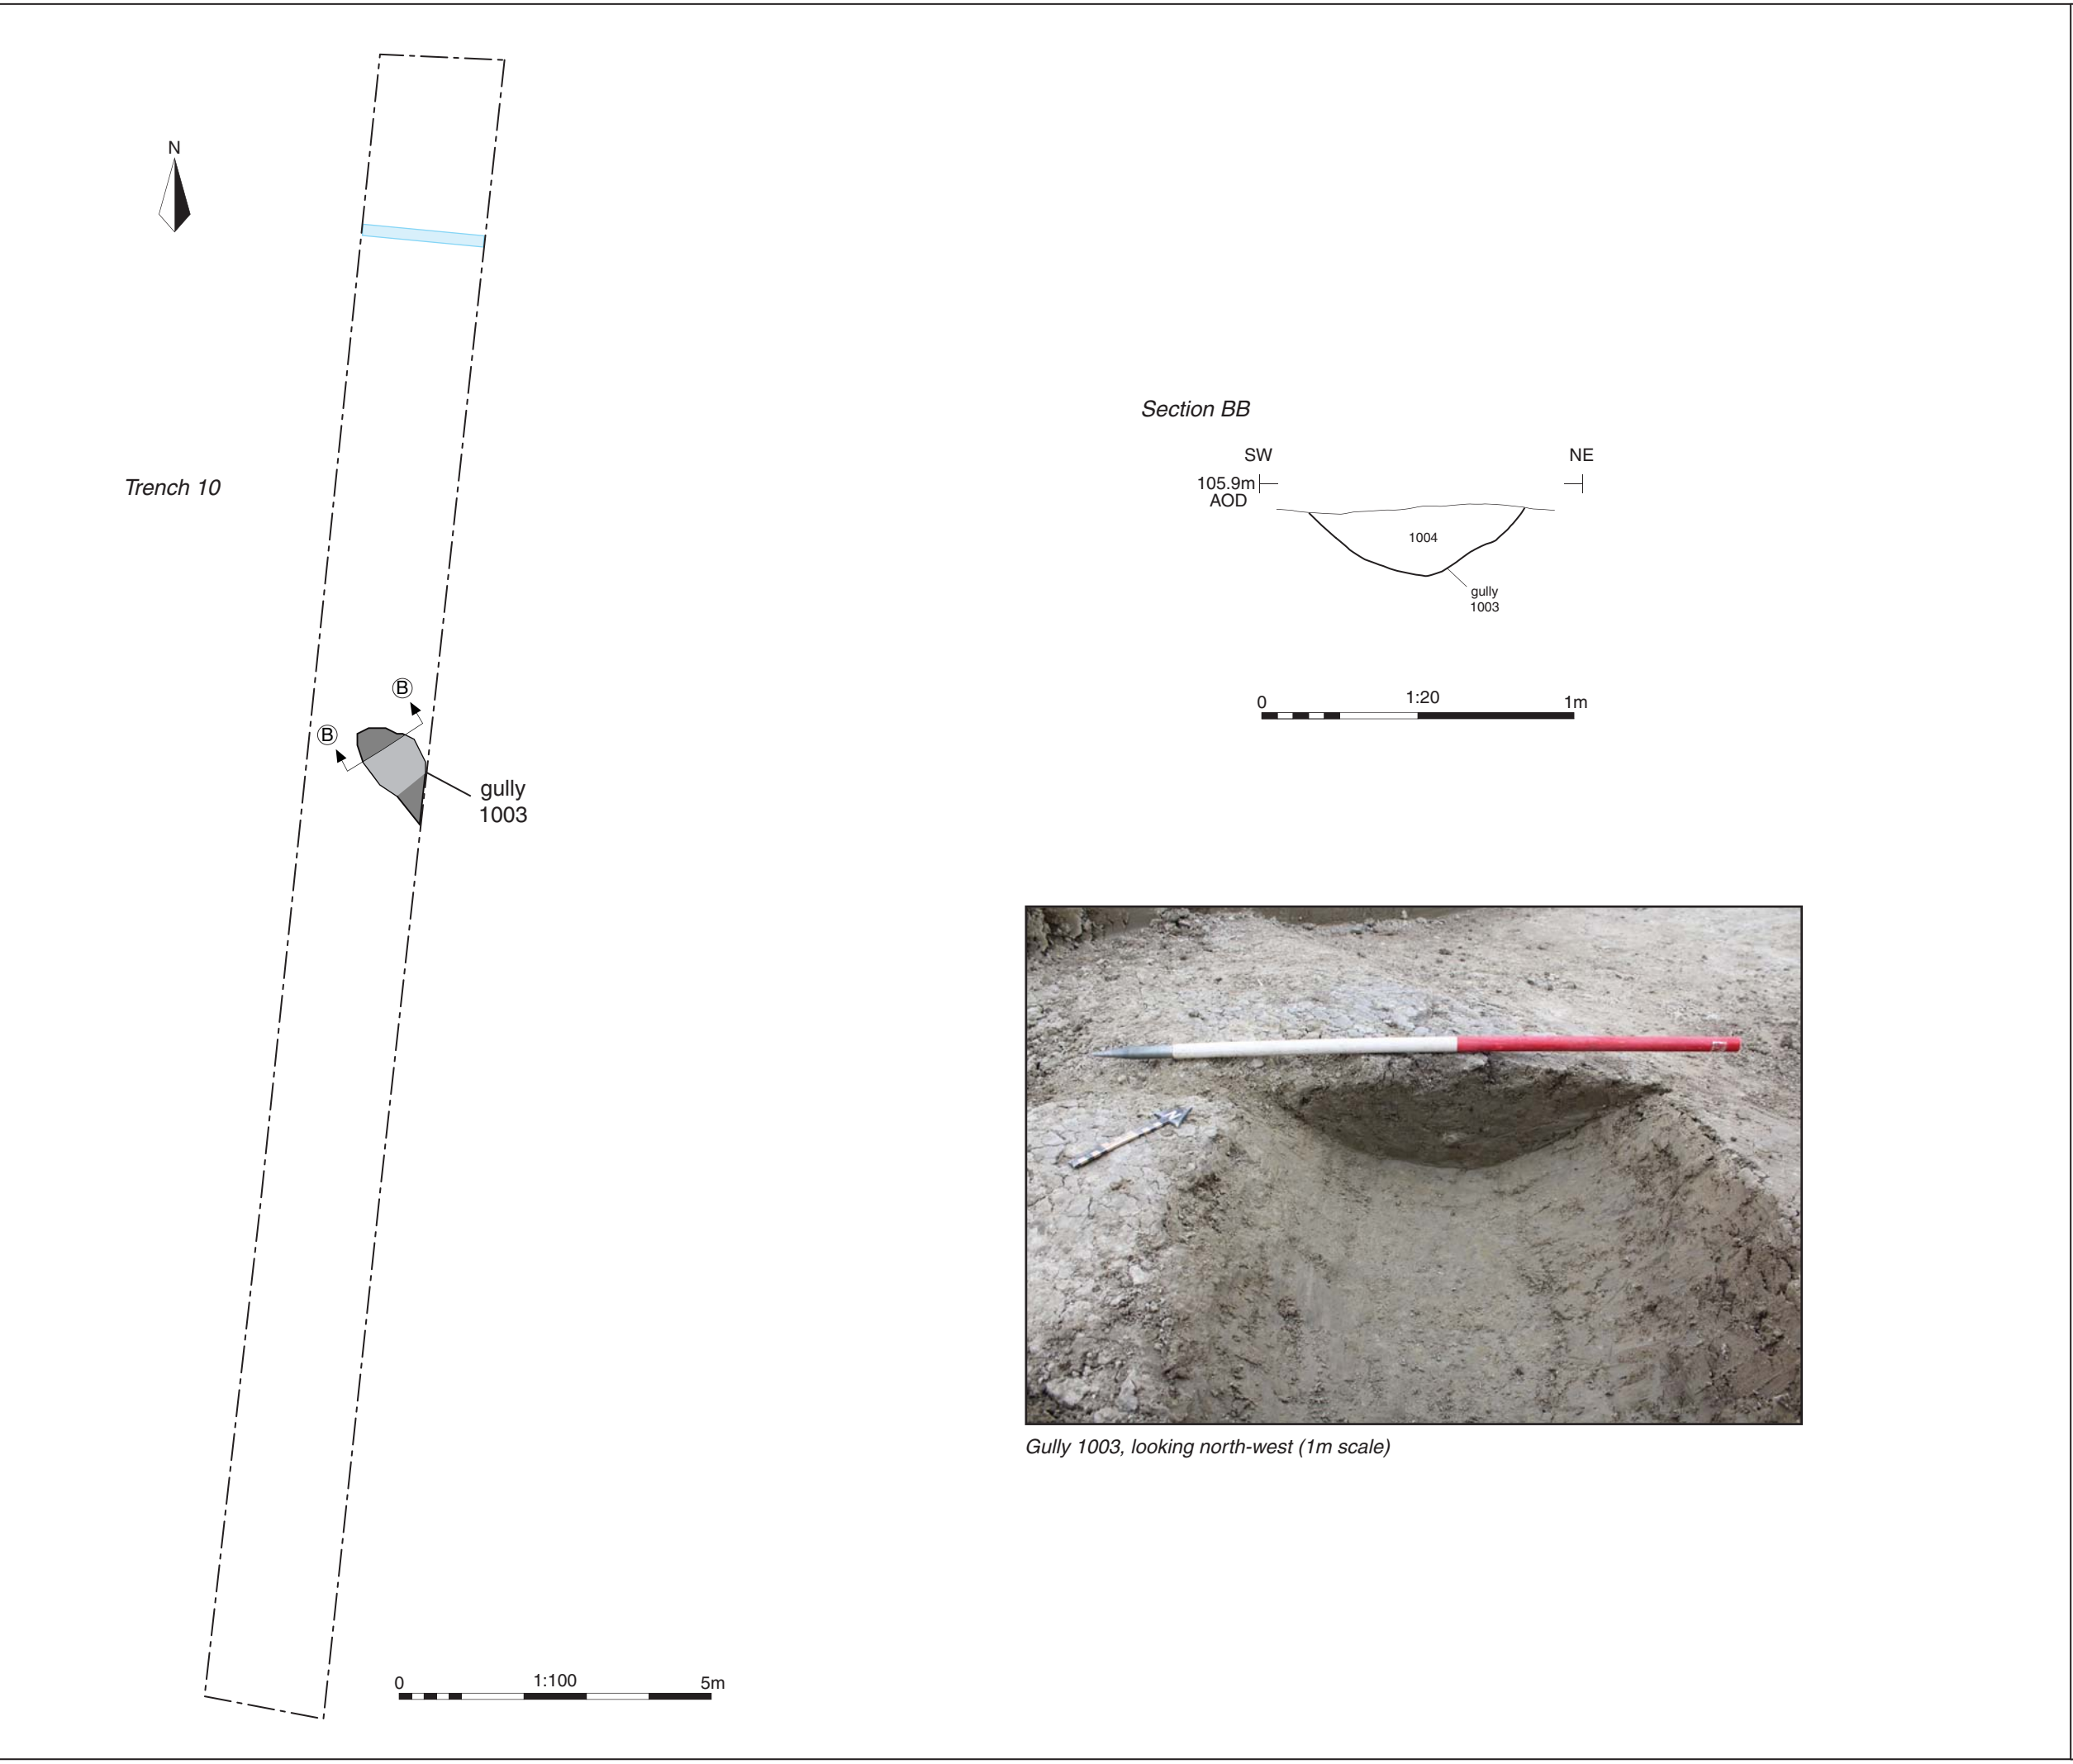 N
Trench 10
B
B
gully
1003
0 1:100 5m
Section BB
SW NE
105.9m
AOD
1004
gully
1003
0 1:20 1m
N
Gully 1003, looking north-west (1m scale)